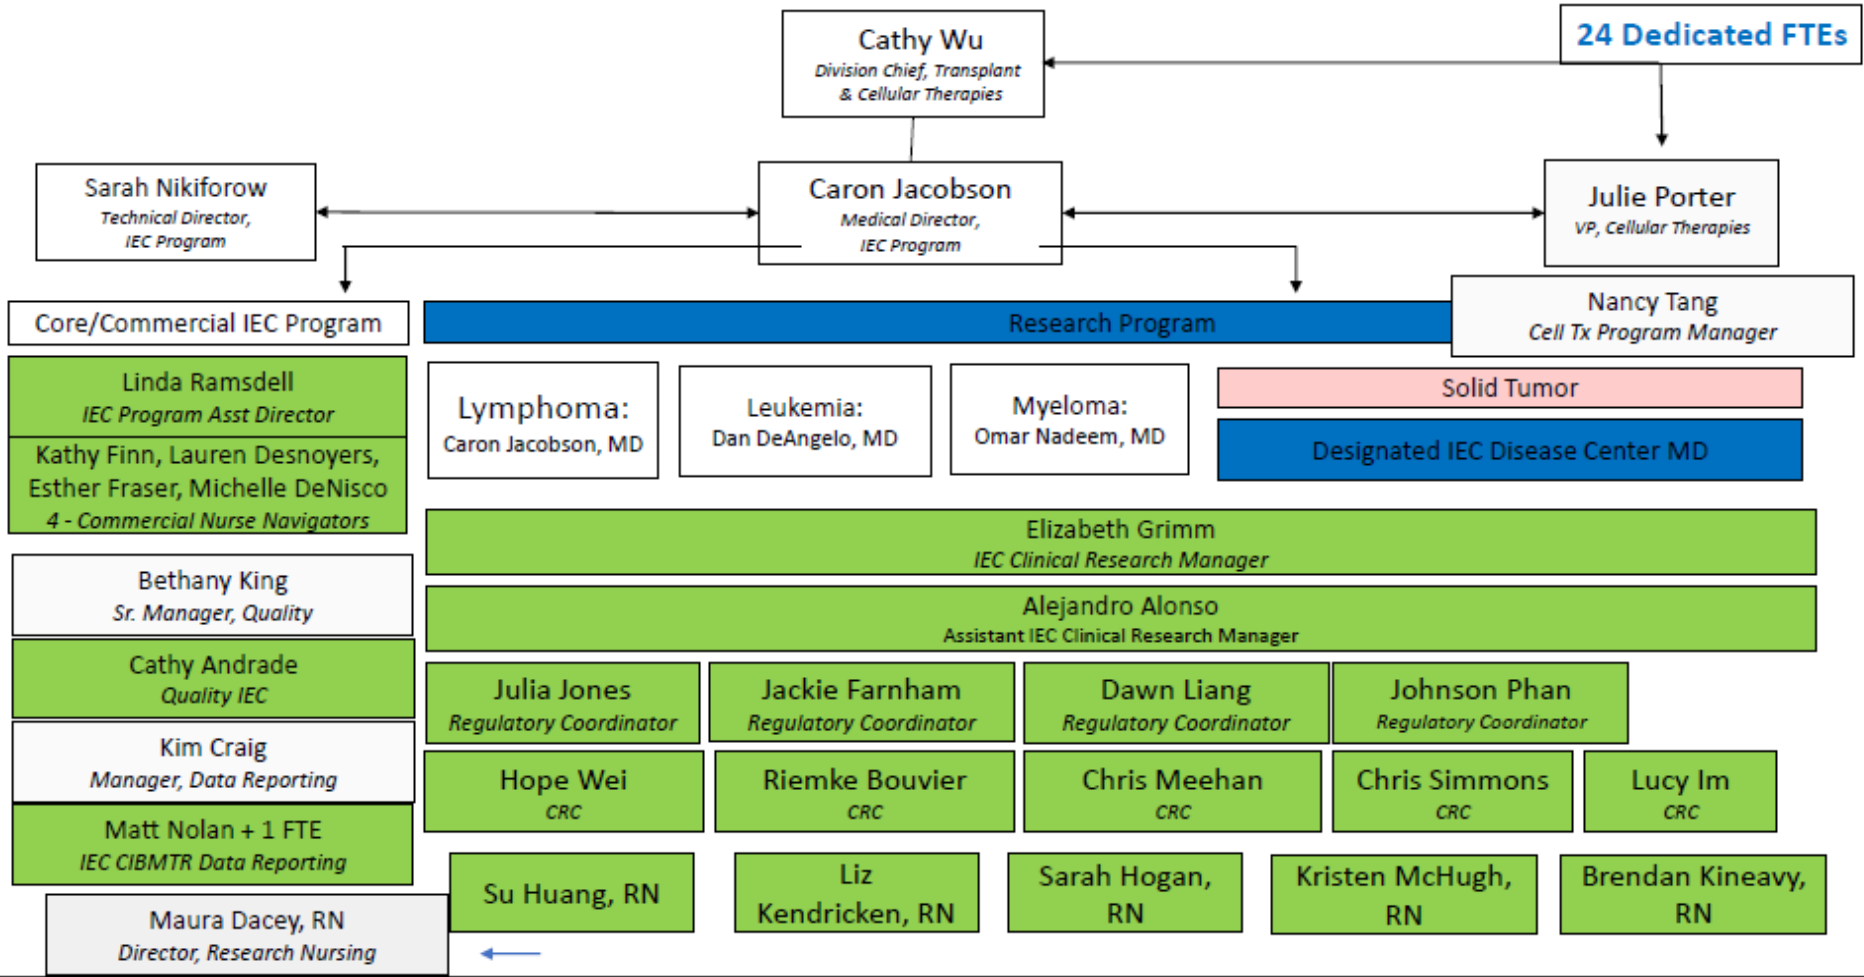 Cathy Wu
Division Chief, Transplant
& Cellular Therapies
24 Dedicated FTEs
Sarah Nikiforow
Technical Director,
IEC Program
Caron Jacobson
Medical Director,
IEC Program
Julie Porter
VP, Cellular Therapies
Core/Commercial IEC Program
Research Program
Nancy Tang
Cell Tx Program Manager
Linda Ramsdell
IEC Program Asst Director
Kathy Finn, Lauren Desnoyers,
Esther Fraser, Michelle DeNisco
4 - Commercial Nurse Navigators
Lymphoma:
Caron Jacobson, MD
Leukemia:
Dan DeAngelo, MD
Myeloma:
Omar Nadeem, MD
Solid Tumor
Designated IEC Disease Center MD
Elizabeth Grimm
IEC Clinical Research Manager
Alejandro Alonso
Assistant IEC Clinical Research Manager
Bethany King
Sr. Manager, Quality
Cathy Andrade
Quality IEC
Kim Craig
Manager, Data Reporting
Matt Nolan + 1 FTE
IEC CIBMTR Data Reporting
Maura Dacey, RN
Director, Research Nursing
Julia Jones
Regulatory Coordinator
Jackie Farnham
Regulatory Coordinator
Dawn Liang
Regulatory Coordinator
Johnson Phan
Regulatory Coordinator
Hope Wei
CRC
Riemke Bouvier
CRC
Chris Meehan
CRC
Chris Simmons
CRC
Lucy Im
CRC
Su Huang, RN
Liz
Kendricken, RN
Sarah Hogan,
RN
Kristen McHugh,
RN
Brendan Kineavy,
RN